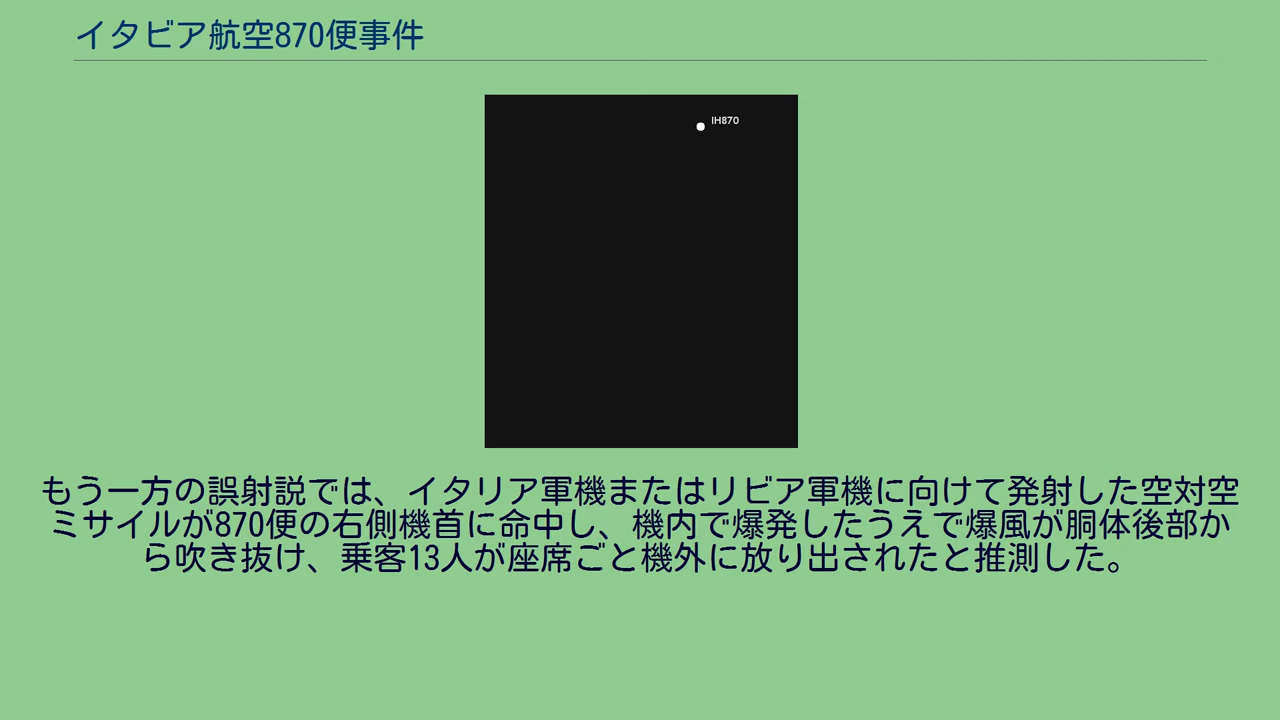 イタビア航空870便事件
IH870
もう一方の誤射説では、イタリア軍機またはリビア軍機に向けて発射した空対空
ミサイルが870便の右側機首に命中し、機内で爆発したうえで爆風が胴体後部か
ら吹き抜け、乗客13人が座席ごと機外に放り出されたと推測した。